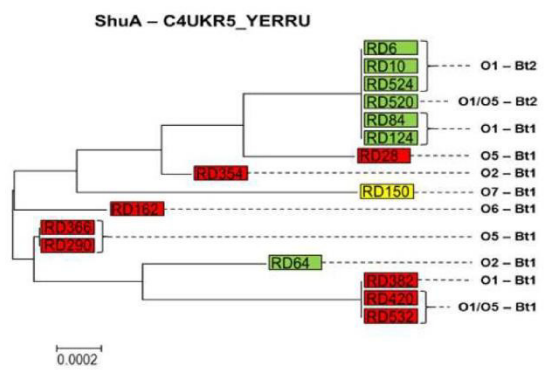 ShuA – C4UKR5_YERRU
RD6
RD10
O1 – Bt2
RD524
RD520
O1/O5 – Bt2
RD84
O1 – Bt1
RD124
RD28
O5 – Bt1
RD354
O2 – Bt1
RD150
O7 – Bt1
RD162
O6 – Bt1
RD366
RD290
O5 – Bt1
RD64
O2 – Bt1
RD382
O1 – Bt1
RD420
O1/O5 – Bt1
RD532
0.0002